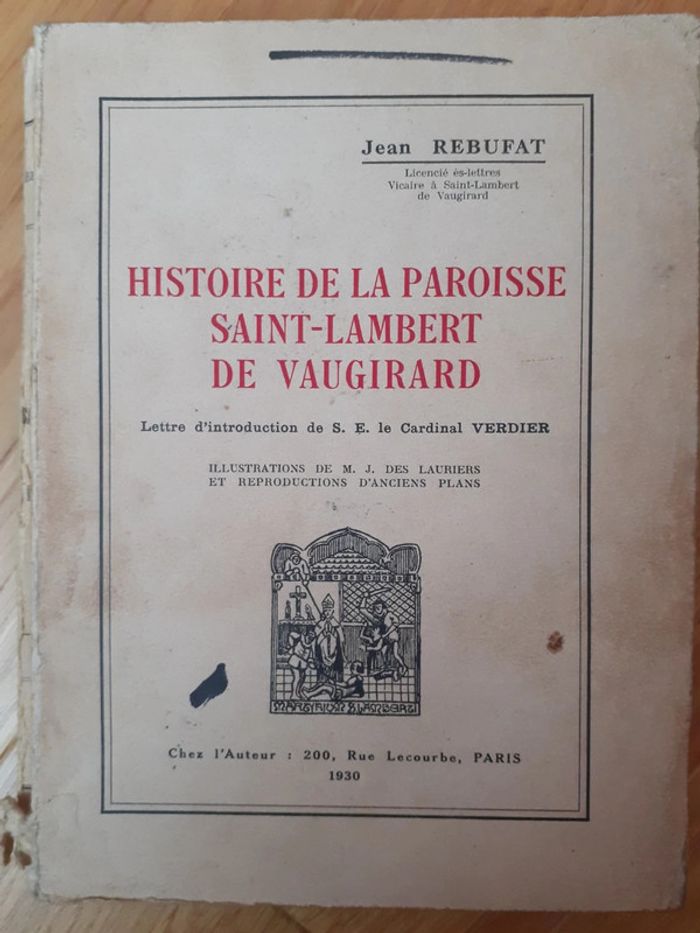 Jean REBUFAT
Licencié ès-lettres
Vicaire à Saint-Lambert
de Vaugirard
HISTOIRE DE LA PAROISSE
SAINT-LAMBERT
DE VAUGIRARD
Lettre d'introduction de S. E. le Cardinal VERDIER
ILLUSTRATIONS DE M. J. DES LAURIERS
ET REPRODUCTIONS D'ANCIENS PLANS
MARTYRIUM S. LAMBERTI
Chez l'Auteur : 200, Rue Lecourbe, PARIS
1930